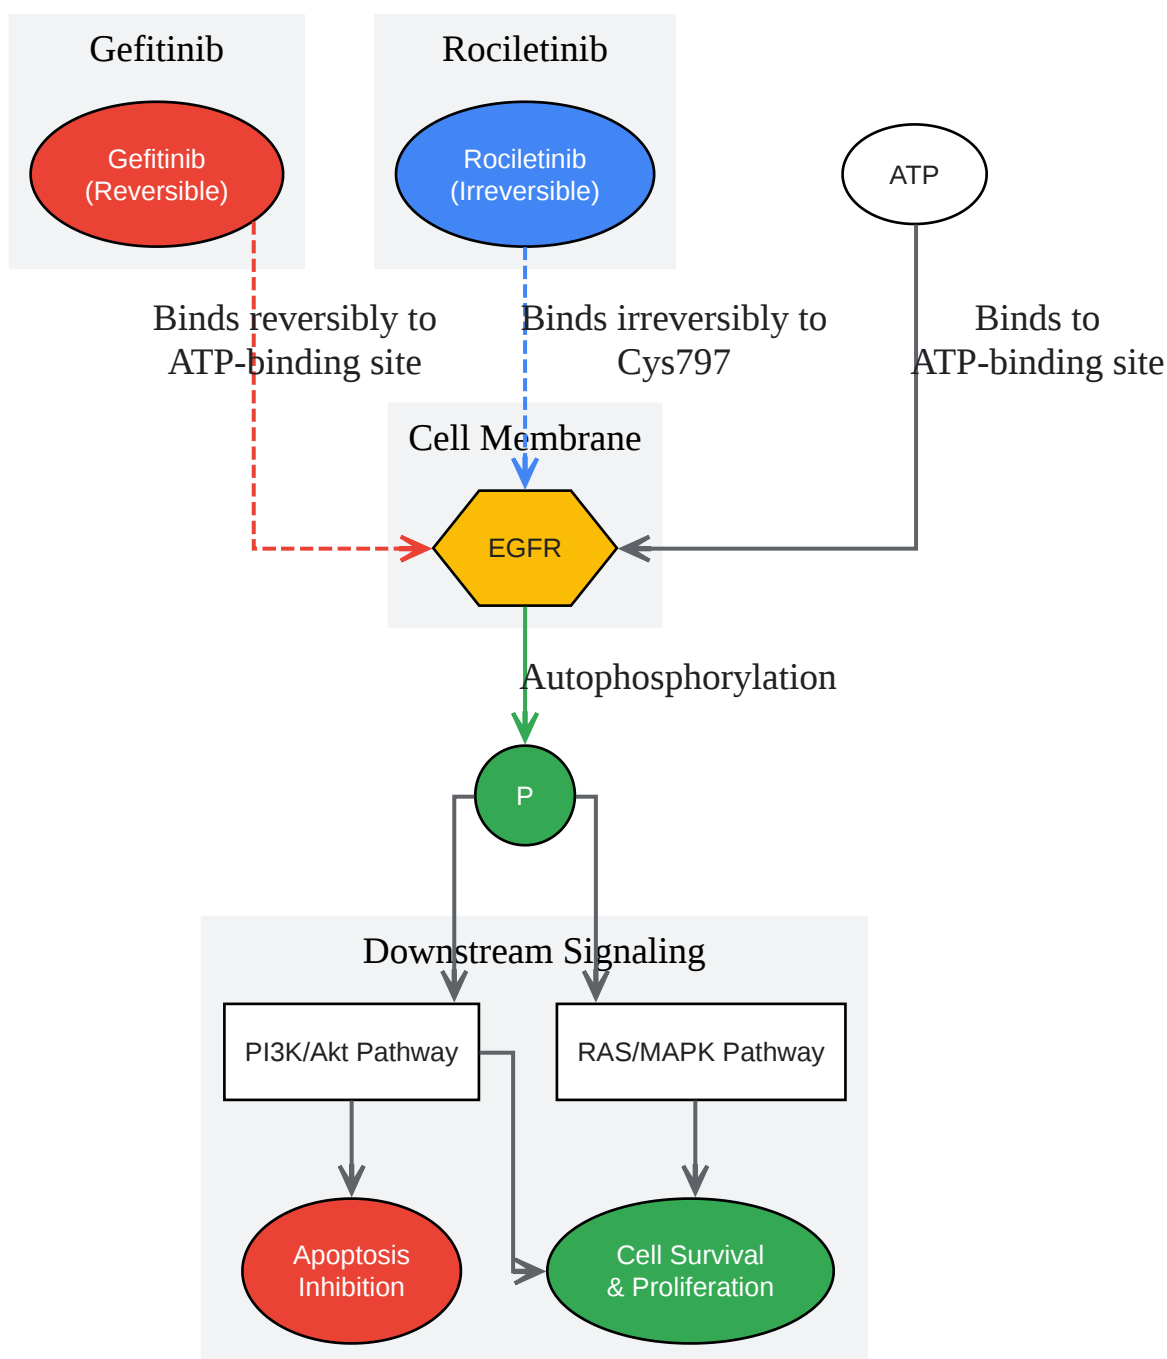 Gefitinib
Rociletinib
Gefitinib
(Reversible)
Rociletinib
(Irreversible)
ATP
Binds reversibly to
ATP-binding site
Binds irreversibly to
Cys797
Binds to
ATP-binding site
Cell Membrane
EGFR
Autophosphorylation
P
Downstream Signaling
PI3K/Akt Pathway
RAS/MAPK Pathway
Apoptosis
Inhibition
Cell Survival
& Proliferation